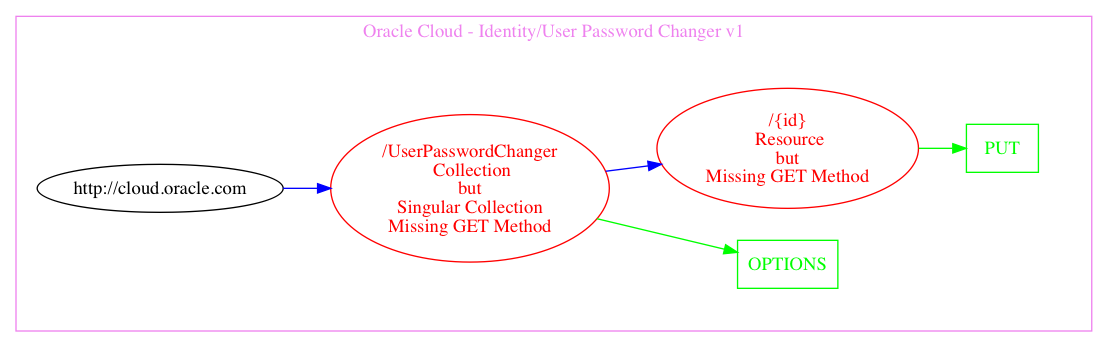 Oracle Cloud - Identity/User Password Changer v1
http://cloud.oracle.com
/UserPasswordChanger
Collection
but
Singular Collection
Missing GET Method
/{id}
Resource
but
Missing GET Method
PUT
OPTIONS